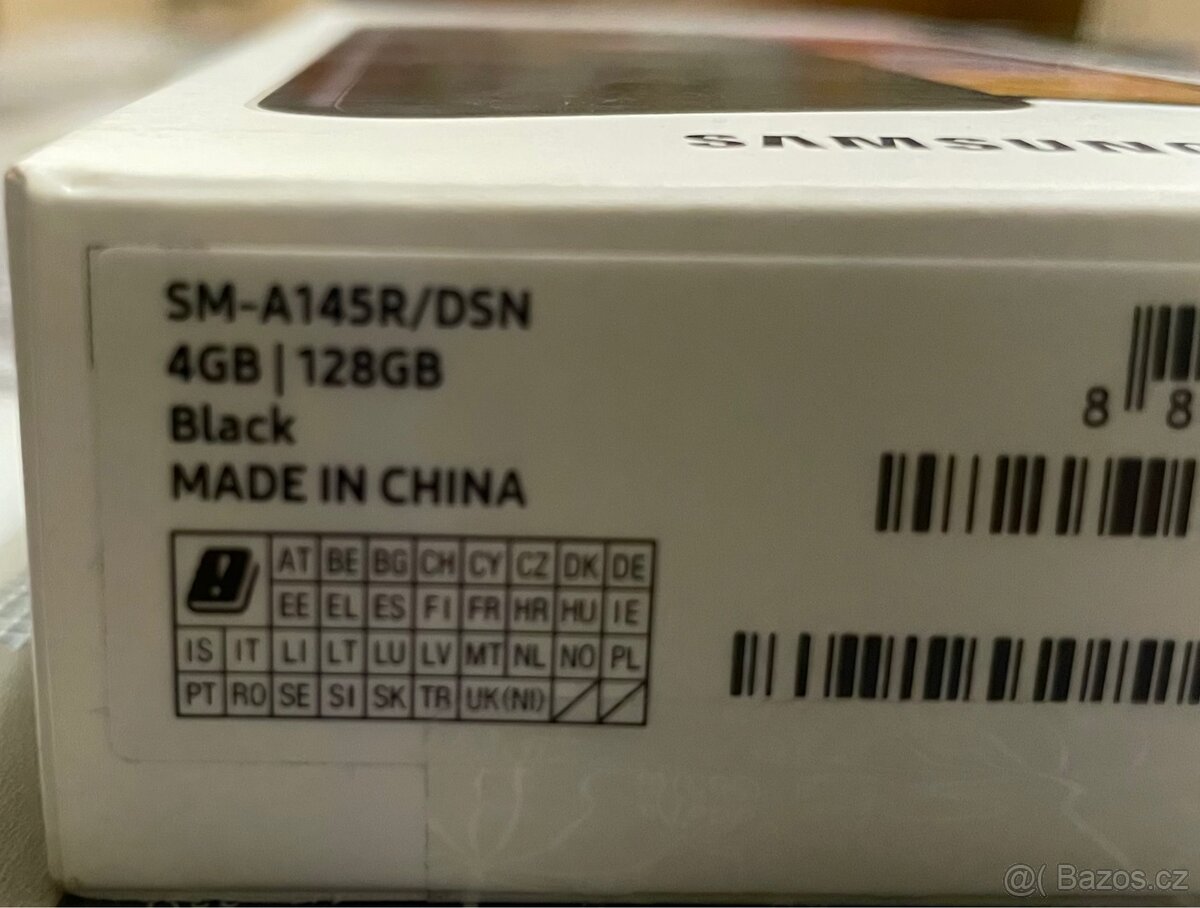 SAMSUNG
SM-A145R/DSN
4GB | 128GB
Black
MADE IN CHINA
8 8
AT BE BG CH CY CZ DK DE
EE EL ES FI FR HR HU IE
IS IT LI LT LU LV MT NL NO PL
PT RO SE SI SK TR UK(NI)
@( Bazos.cz